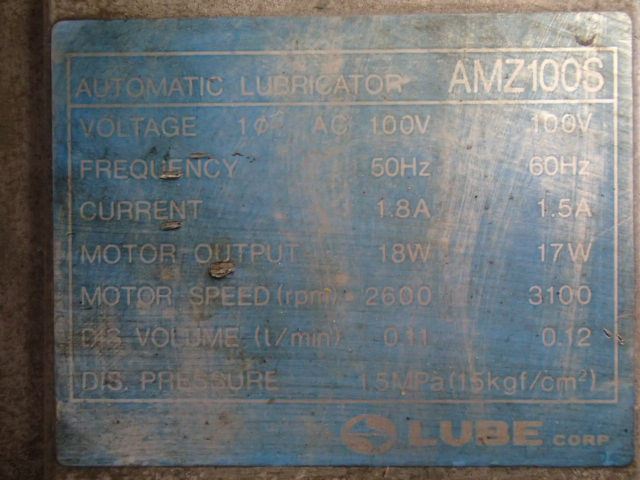 AUTOMATIC LUBRICATOR AMZ100S
VOLTAGE 1φ AC 100V 100V
FREQUENCY 50Hz 60Hz
CURRENT 1.8A 1.5A
MOTOR OUTPUT 18W 17W
MOTOR SPEED (rpm) 2600 3100
DIS. VOLUME (l/min) 0.11 0.12
DIS. PRESSURE 1.5MPa (15kgf/cm²)
LUBE CORP